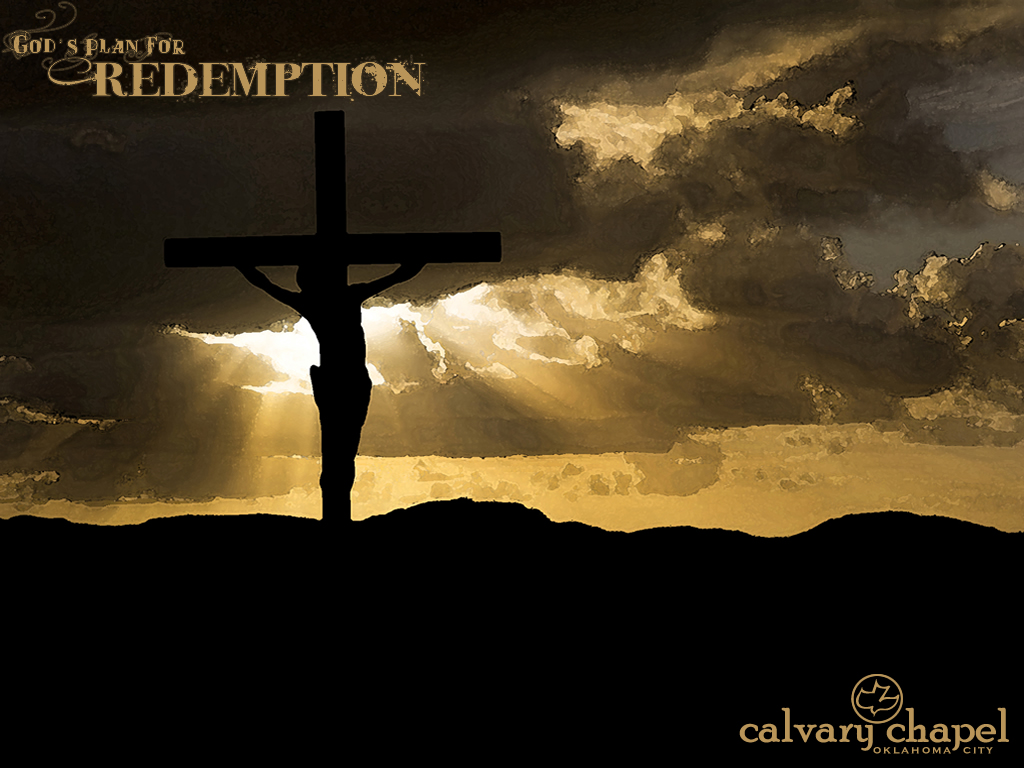 GOD'S PLAN FOR
REDEMPTION
calvary chapel
OKLAHOMA CITY